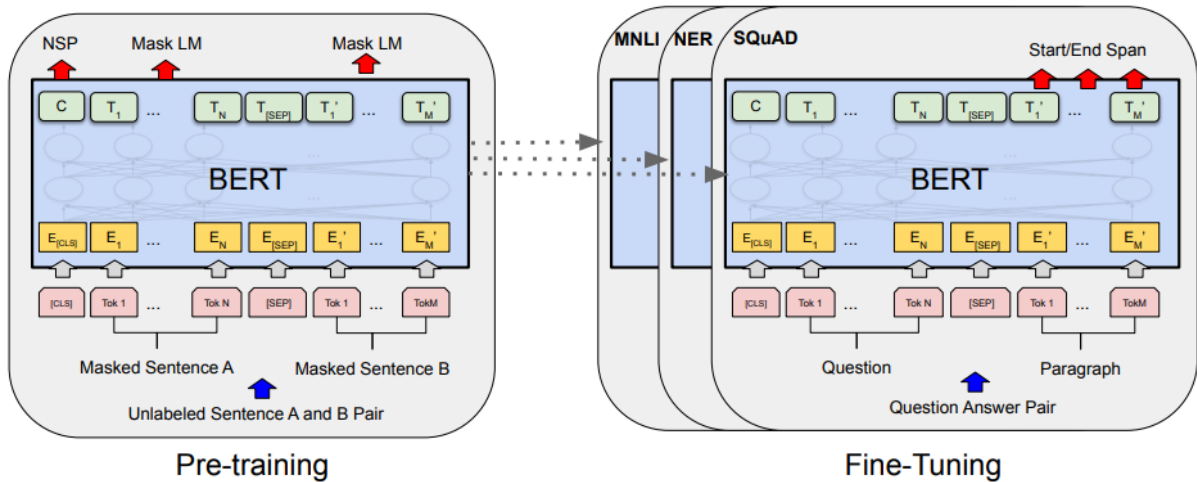 NSP Mask LM Mask LM
C T1 ... TN T[SEP] T1' ... TM'
...
BERT
...
E[CLS] E1 ... EN E[SEP] E1' ... EM'
[CLS] Tok 1 ... Tok N [SEP] Tok 1 ... TokM
Masked Sentence A Masked Sentence B
Unlabeled Sentence A and B Pair
Pre-training
MNLI NER SQuAD
Start/End Span
C T1 ... TN T[SEP] T1' ... TM'
...
BERT
...
E[CLS] E1 ... EN E[SEP] E1' ... EM'
[CLS] Tok 1 ... Tok N [SEP] Tok 1 ... TokM
Question Paragraph
Question Answer Pair
Fine-Tuning